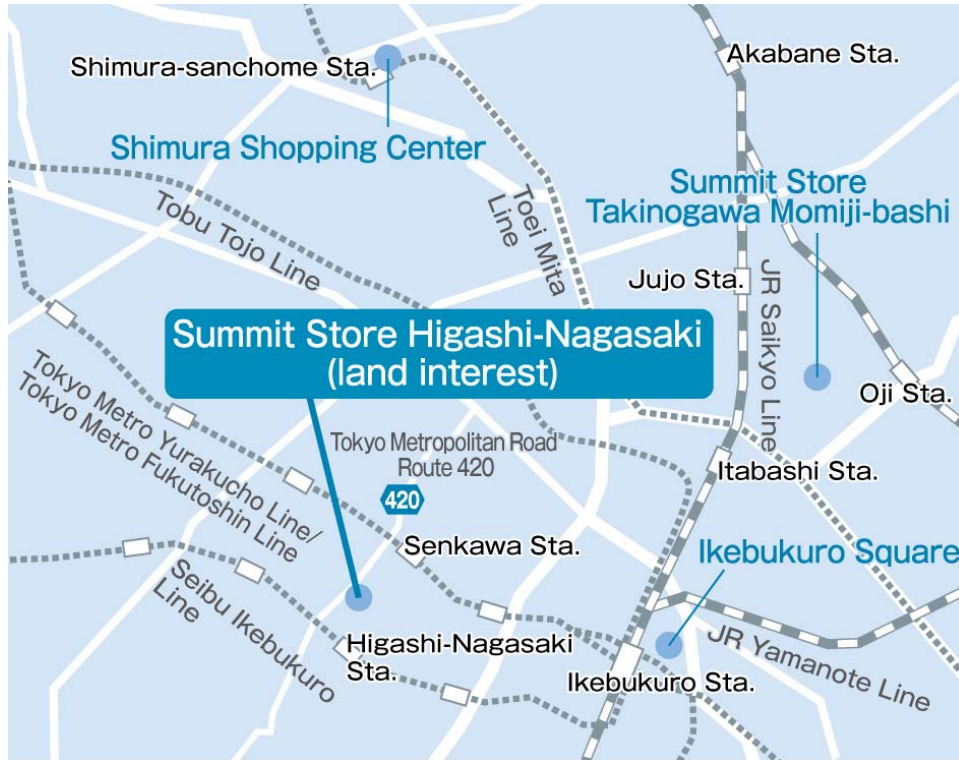 Shimura-sanchome Sta.
Akabane Sta.
Shimura Shopping Center
Summit Store
Takinogawa Momiji-bashi
Tobu Tojo Line
Toei Mita
Line
Jujo Sta.
JR Saikyo Line
Summit Store Higashi-Nagasaki
(land interest)
Oji Sta.
Tokyo Metro Yurakucho Line/
Tokyo Metro Fukutoshin Line
Tokyo Metropolitan Road
Route 420
420
Itabashi Sta.
Senkawa Sta.
Ikebukuro Square
Seibu Ikebukuro
Line
Higashi-Nagasaki
Sta.
JR Yamanote Line
Ikebukuro Sta.